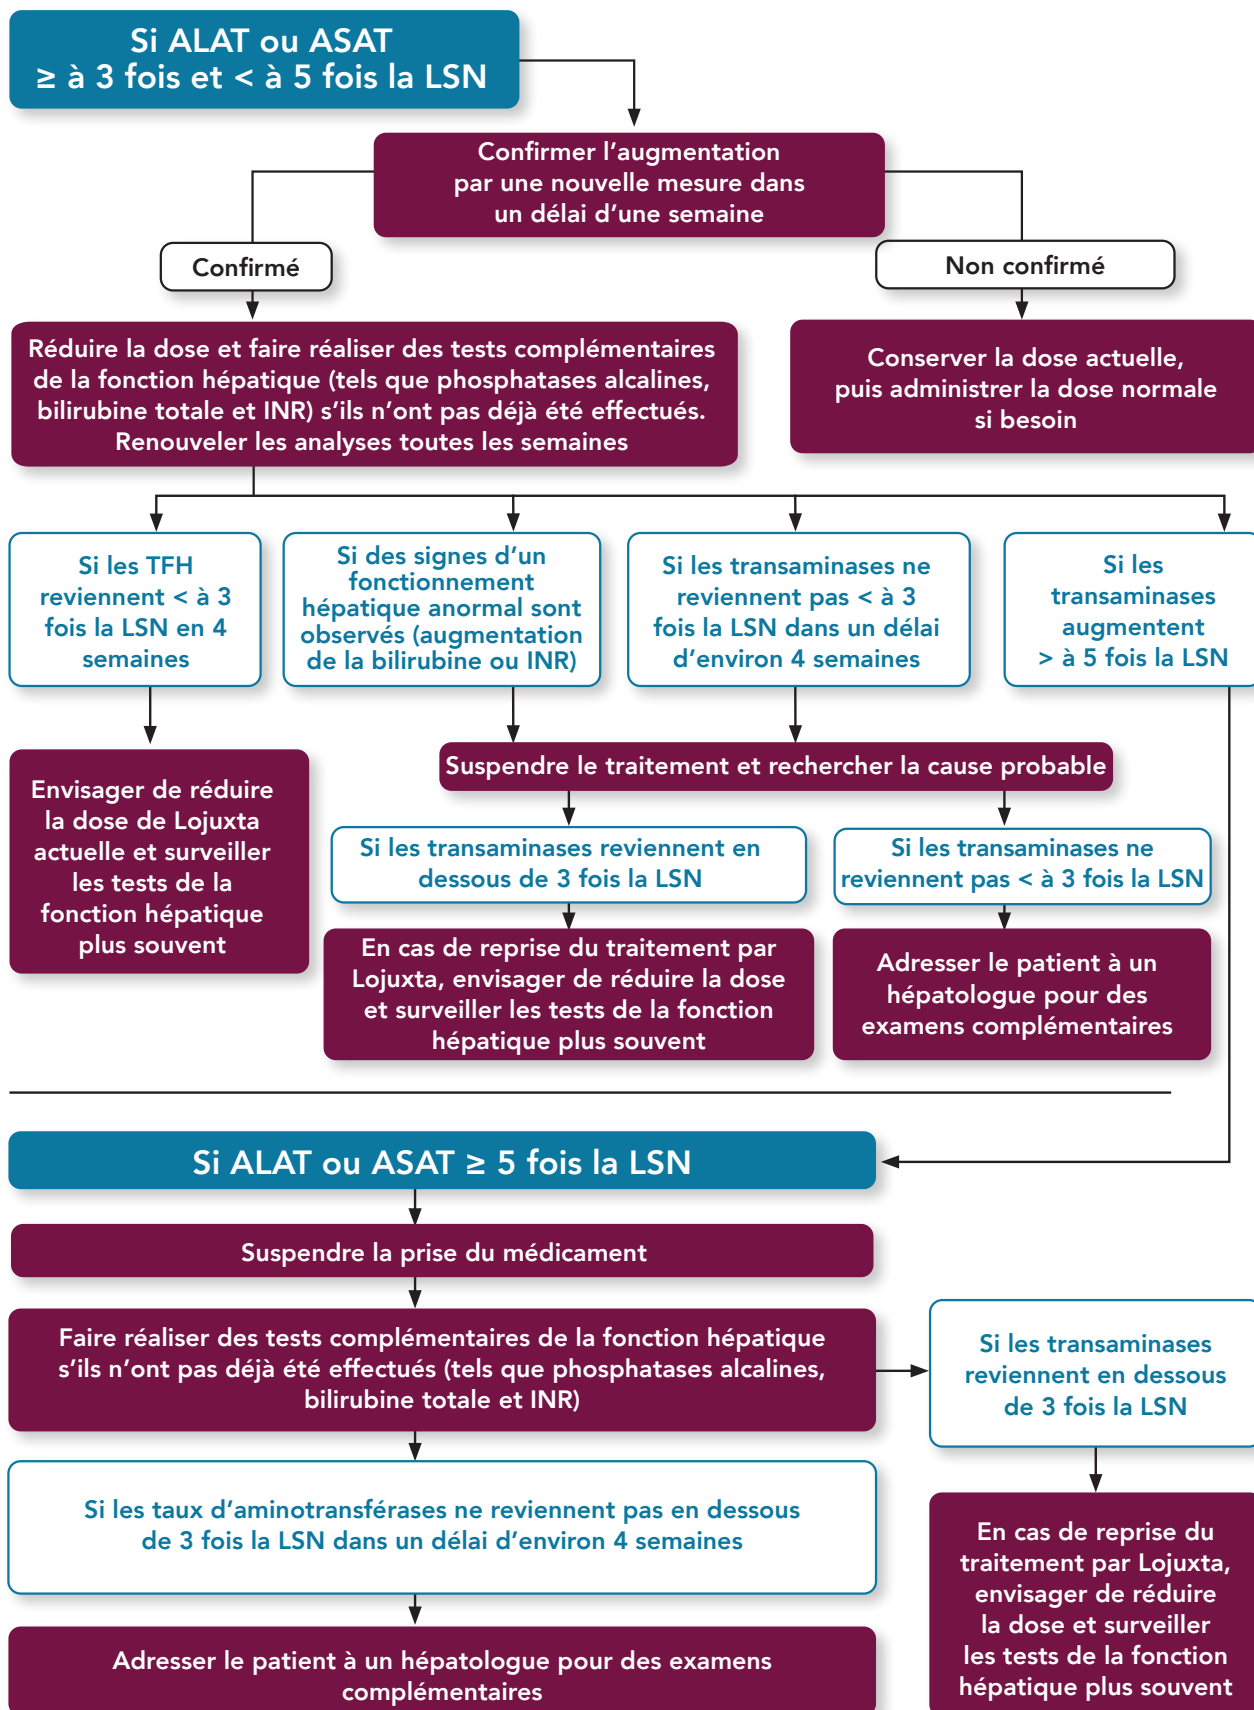 Si ALAT ou ASAT
≥ à 3 fois et < à 5 fois la LSN
Confirmer l’augmentation
par une nouvelle mesure dans
un délai d’une semaine
Confirmé
Non confirmé
Réduire la dose et faire réaliser des tests complémentaires
de la fonction hépatique (tels que phosphatases alcalines,
bilirubine totale et INR) s’ils n’ont pas déjà été effectués.
Renouveler les analyses toutes les semaines
Conserver la dose actuelle,
puis administrer la dose normale
si besoin
Si les TFH
reviennent < à 3
fois la LSN en 4
semaines
Si des signes d’un
fonctionnement
hépatique anormal sont
observés (augmentation
de la bilirubine ou INR)
Si les transaminases ne
reviennent pas < à 3
fois la LSN dans un délai
d’environ 4 semaines
Si les
transaminases
augmentent
> à 5 fois la LSN
Envisager de réduire
la dose de Lojuxta
actuelle et surveiller
les tests de la
fonction hépatique
plus souvent
Suspendre le traitement et rechercher la cause probable
Si les transaminases reviennent en
dessous de 3 fois la LSN
Si les transaminases ne
reviennent pas < à 3 fois la LSN
En cas de reprise du traitement par
Lojuxta, envisager de réduire la dose
et surveiller les tests de la fonction
hépatique plus souvent
Adresser le patient à un
hépatologue pour des
examens complémentaires
Si ALAT ou ASAT ≥ 5 fois la LSN
Suspendre la prise du médicament
Faire réaliser des tests complémentaires de la fonction hépatique
s’ils n’ont pas déjà été effectués (tels que phosphatases alcalines,
bilirubine totale et INR)
Si les transaminases
reviennent en dessous
de 3 fois la LSN
Si les taux d’aminotransférases ne reviennent pas en dessous
de 3 fois la LSN dans un délai d’environ 4 semaines
En cas de reprise du
traitement par Lojuxta,
envisager de réduire
la dose et surveiller
les tests de la fonction
hépatique plus souvent
Adresser le patient à un hépatologue pour des examens
complémentaires